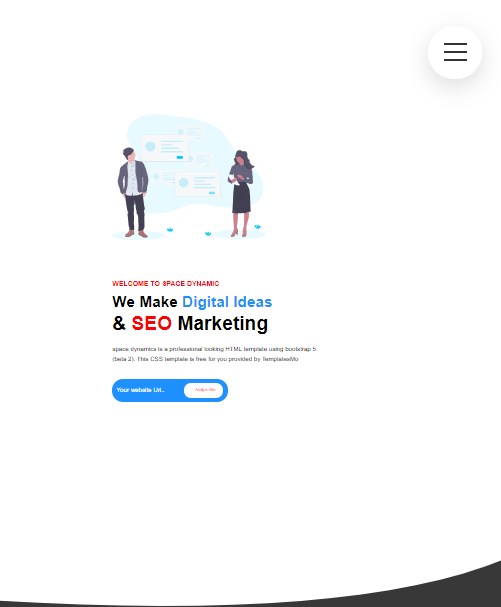 WELCOME TO SPACE DYNAMIC
We Make Digital Ideas
& SEO Marketing
space dynamics is a professional looking HTML template using bootstrap 5
(beta 2). This CSS template is free for you provided by TemplatesMo
Your website Url..
Analyze Site